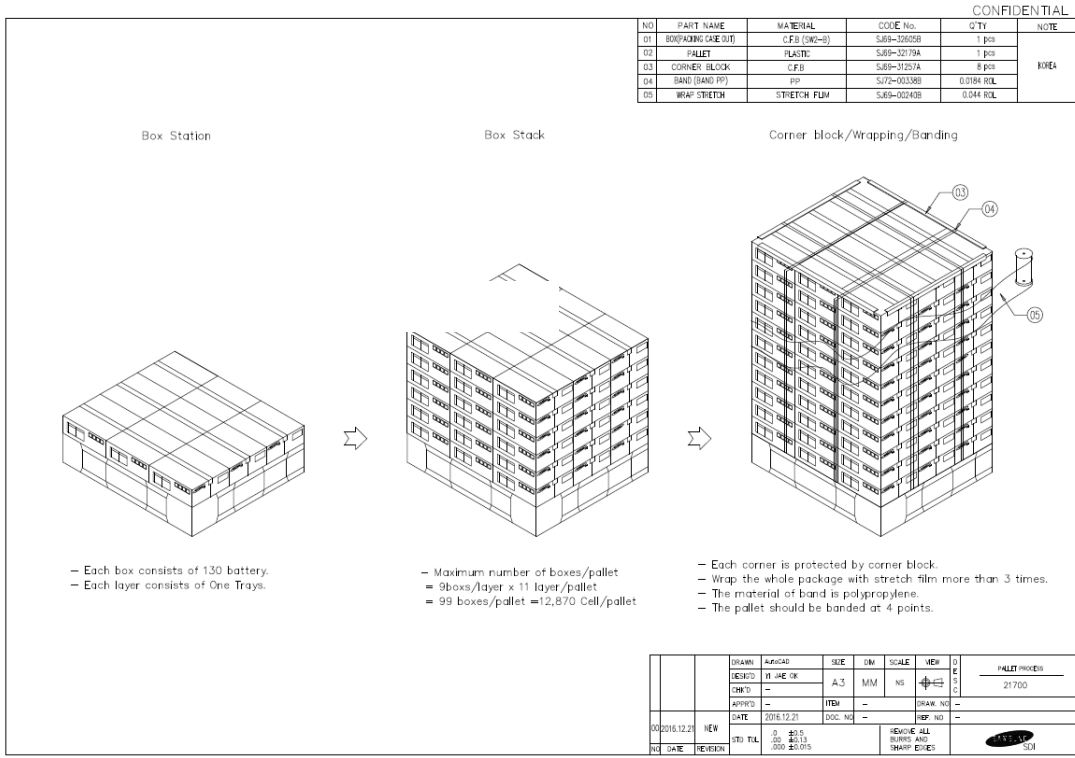 CONFIDENTIAL
NO PART NAME MATERIAL CODE No. Q'TY NOTE
01 BOX(PACKING CASE OUT) C.F.B (SW2-B) SJ69-32605B 1 pcs
02 PALLET PLASTIC SJ69-32179A 1 pcs
03 CORNER BLOCK C.F.B SJ69-31257A 8 pcs KOREA
04 BAND (BAND PP) PP SJ72-00338B 0.0184 ROL
05 WRAP STRETCH STRETCH FLIM SJ69-00240B 0.044 ROL
Box Station
Box Stack
Corner block/Wrapping/Banding
03
04
05
- Each box consists of 130 battery.
- Each layer consists of One Trays.
- Maximum number of boxes/pallet
= 9boxs/layer x 11 layer/pallet
= 99 boxes/pallet =12,870 Cell/pallet
- Each corner is protected by corner block.
- Wrap the whole package with stretch film more than 3 times.
- The material of band is polypropylene.
- The pallet should be banded at 4 points.
DRAWN AutoCAD SIZE DIM SCALE VIEW DESC PALLET PROCESS
DESIG'D YI JAE OK A3 MM NS 21700
CHK'D -
APPR'D - ITEM - DRAW. NO -
DATE 2016.12.21 DOC. NO - REF. NO -
00 2016.12.21 NEW
STD TOL .0 ±0.5
.00 ±0.13
.000 ±0.015
REMOVE ALL
BURRS AND
SHARP EDGES
NO DATE REVISION
SAMSUNG
SDI